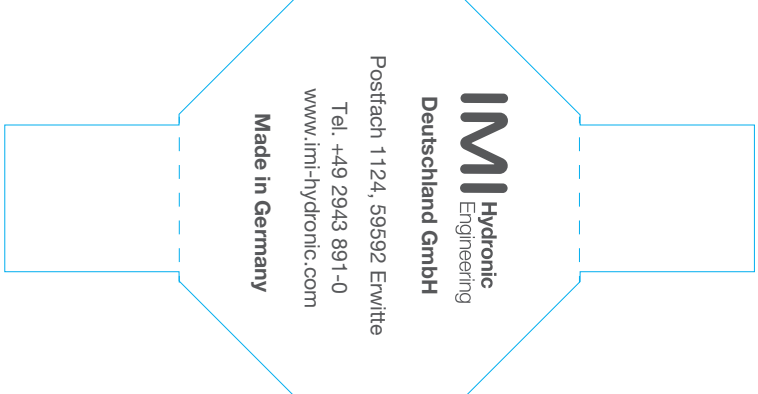 IMI Hydronic
Engineering
Deutschland GmbH
Postfach 1124, 59592 Erwitte
Tel. +49 2943 891-0
www.imi-hydronic.com
Made in Germany